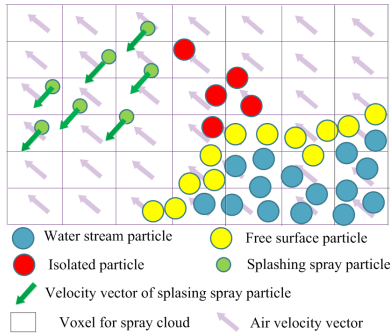 Water stream particle
Free surface particle
Isolated particle
Splashing spray particle
Velocity vector of splasing spray particle
Voxel for spray cloud
Air velocity vector